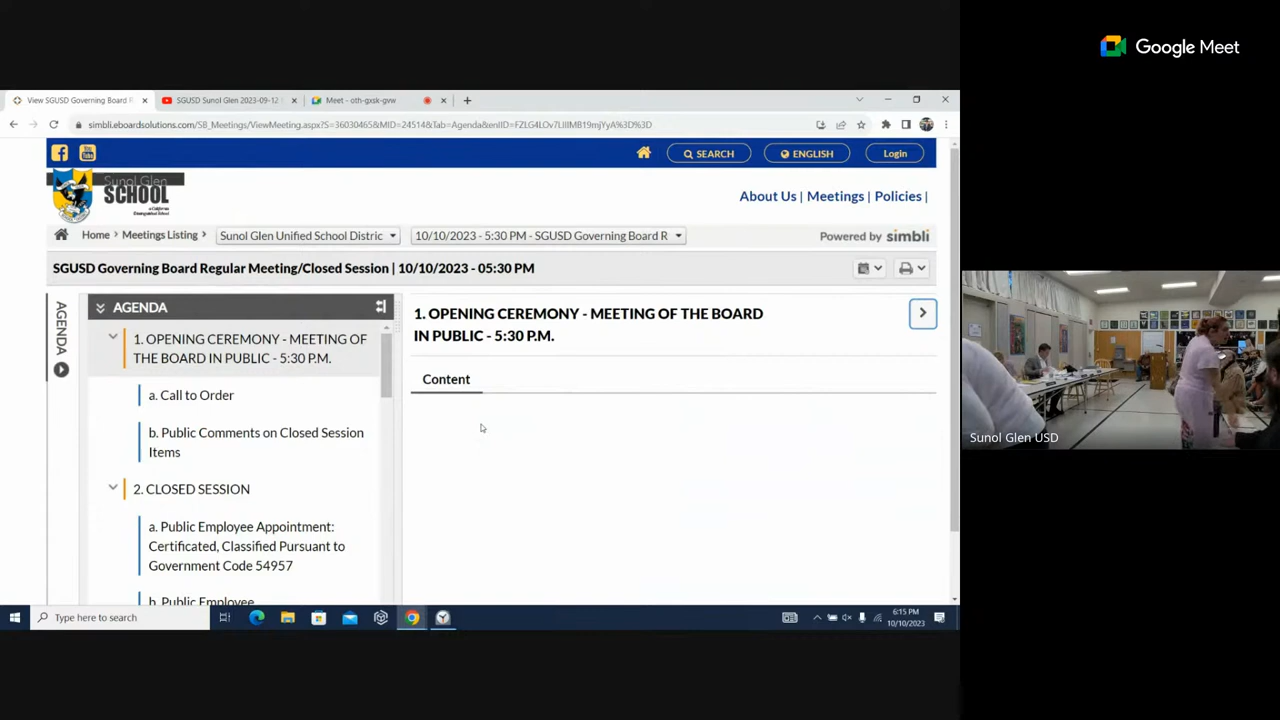 Google Meet
View SGUSD Governing Board R
SGUSD Sunol Glen 2023-09-12
Meet - oth-gxsk-gvw
simbli.eboardsolutions.com/SB_Meetings/ViewMeeting.aspx?S=36030465&MID=24514&Tab=Agenda&enIID=FZLG4LOv7LIIIMB19mjYyA%3D%3D
SEARCH
ENGLISH
Login
Sunol Glen
SCHOOL
About Us | Meetings | Policies |
Home
Meetings Listing
Sunol Glen Unified School Distric
10/10/2023 - 5:30 PM - SGUSD Governing Board R
Powered by simbli
SGUSD Governing Board Regular Meeting/Closed Session | 10/10/2023 - 05:30 PM
AGENDA
AGENDA
1. OPENING CEREMONY - MEETING OF
THE BOARD IN PUBLIC - 5:30 P.M.
a. Call to Order
b. Public Comments on Closed Session
Items
2. CLOSED SESSION
a. Public Employee Appointment:
Certificated, Classified Pursuant to
Government Code 54957
b. Public Employee
1. OPENING CEREMONY - MEETING OF THE BOARD
IN PUBLIC - 5:30 P.M.
Content
Sunol Glen USD
Type here to search
6:15 PM
10/10/2023